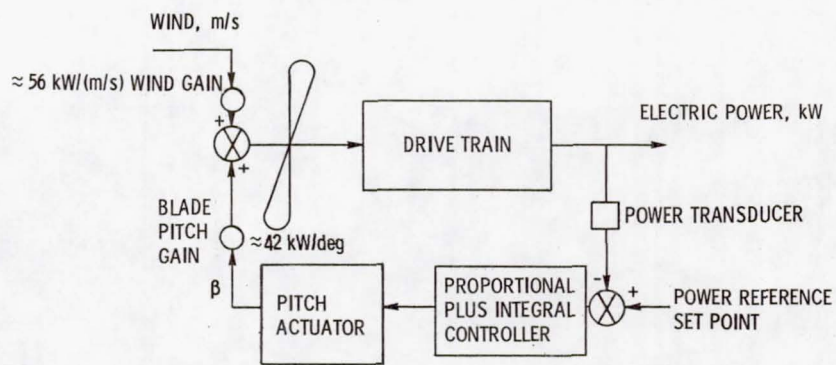 WIND, m/s
≈ 56 kW/(m/s) WIND GAIN
+
+
ELECTRIC POWER, kW
DRIVE TRAIN
BLADE
PITCH
GAIN
≈42 kW/deg
POWER TRANSDUCER
β
PITCH
ACTUATOR
PROPORTIONAL
PLUS INTEGRAL
CONTROLLER
-
+
POWER REFERENCE
SET POINT